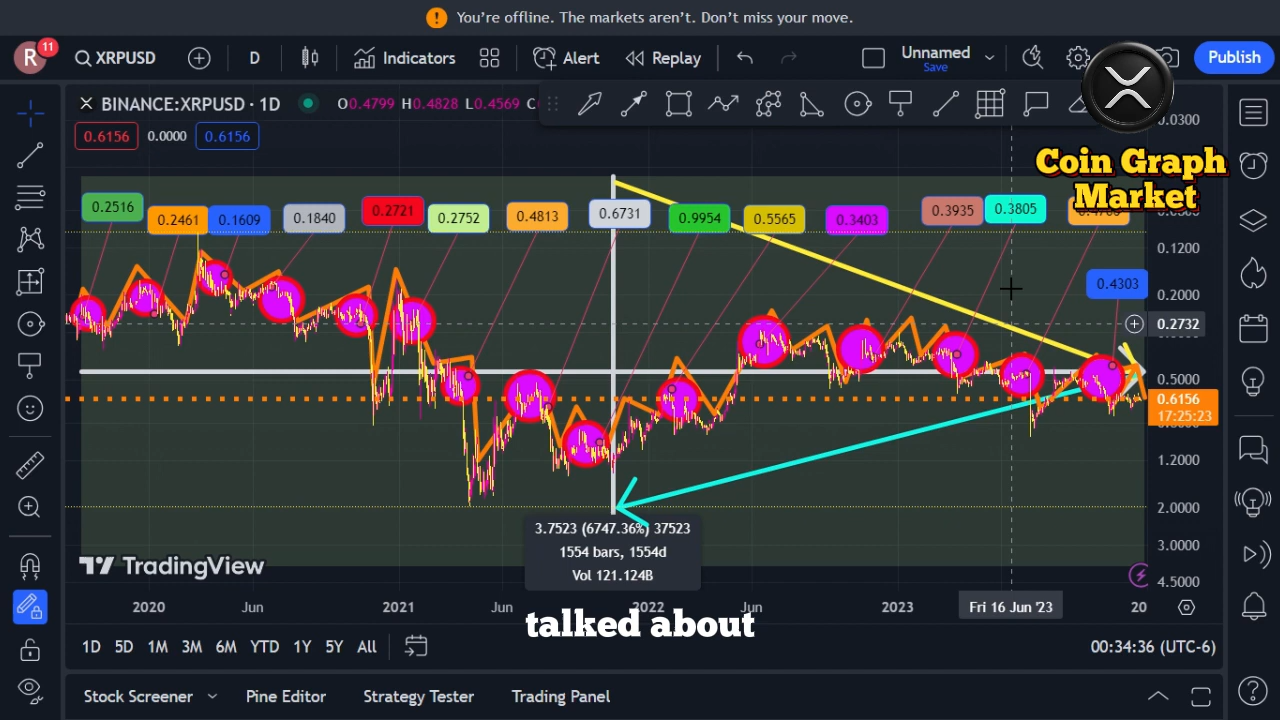 You're offline. The markets aren't. Don't miss your move.
R 11 XRPUSD D Indicators Alert Replay Unnamed Save Publish
BINANCE:XRPUSD · 1D O0.4799 H0.4828 L0.4569
0.6156 0.0000 0.6156
Coin Graph
Market
0.0300
0.2516
0.2461
0.1609
0.1840
0.2721
0.2752
0.4813
0.6731
0.9954
0.5565
0.3403
0.3935
0.3805
0.1200
0.4303
0.2000
0.2732
0.5000
0.6156
17:25:23
1.2000
2.0000
3.0000
4.5000
3.7523 (6747.36%) 37523
1554 bars, 1554d
Vol 121.124B
TradingView
2020 Jun 2021 Jun 2022 Jun 2023 Fri 16 Jun '23 20
talked about
1D 5D 1M 3M 6M YTD 1Y 5Y All 00:34:36 (UTC-6)
Stock Screener Pine Editor Strategy Tester Trading Panel